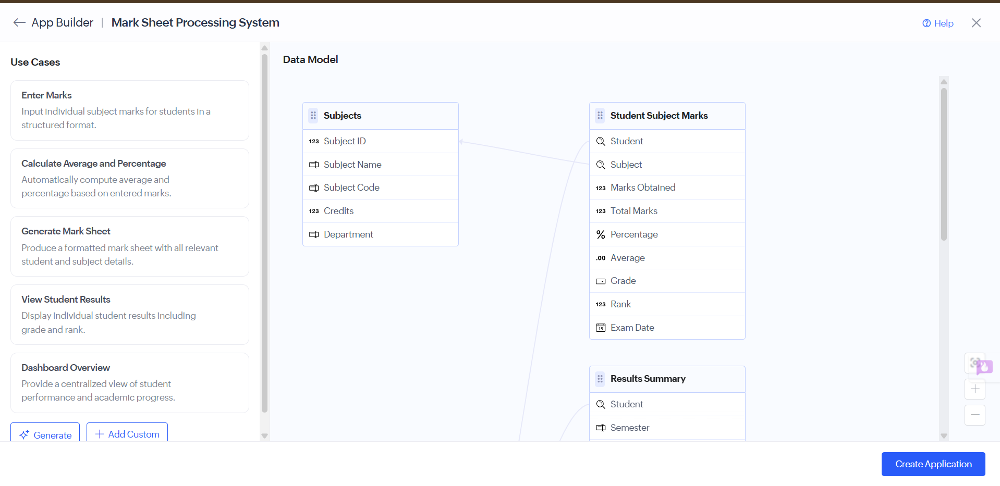 App Builder | Mark Sheet Processing System
Help
Use Cases
Enter Marks
Input individual subject marks for students in a
structured format.
Calculate Average and Percentage
Automatically compute average and
percentage based on entered marks.
Generate Mark Sheet
Produce a formatted mark sheet with all relevant
student and subject details.
View Student Results
Display individual student results including
grade and rank.
Dashboard Overview
Provide a centralized view of student
performance and academic progress.
Generate
Add Custom
Data Model
Subjects
123 Subject ID
Subject Name
Subject Code
123 Credits
Department
Student Subject Marks
Student
Subject
123 Marks Obtained
123 Total Marks
% Percentage
.00 Average
Grade
123 Rank
15 Exam Date
Results Summary
Student
Semester
Create Application